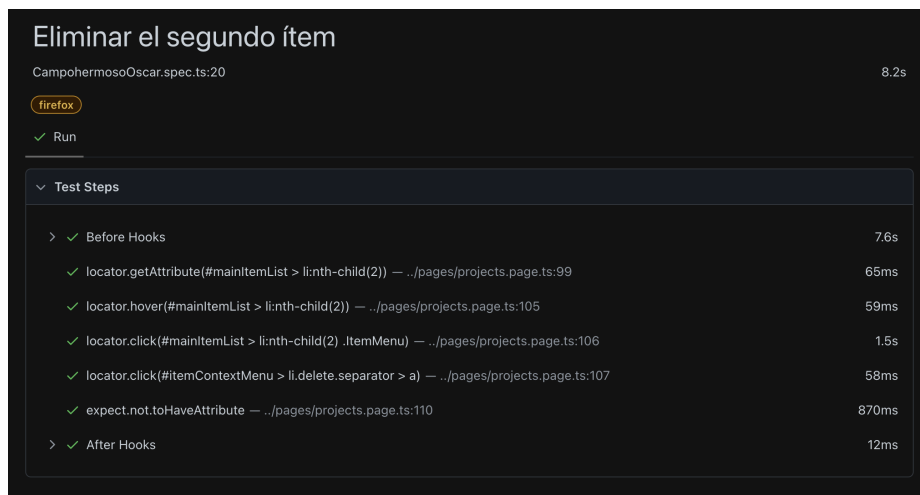 Eliminar el segundo ítem
CampohermosoOscar.spec.ts:20 8.2s
firefox
Run
Test Steps
Before Hooks 7.6s
locator.getAttribute(#mainItemList > li:nth-child(2)) — ../pages/projects.page.ts:99 65ms
locator.hover(#mainItemList > li:nth-child(2)) — ../pages/projects.page.ts:105 59ms
locator.click(#mainItemList > li:nth-child(2) .ItemMenu) — ../pages/projects.page.ts:106 1.5s
locator.click(#itemContextMenu > li.delete.separator > a) — ../pages/projects.page.ts:107 58ms
expect.not.toHaveAttribute — ../pages/projects.page.ts:110 870ms
After Hooks 12ms